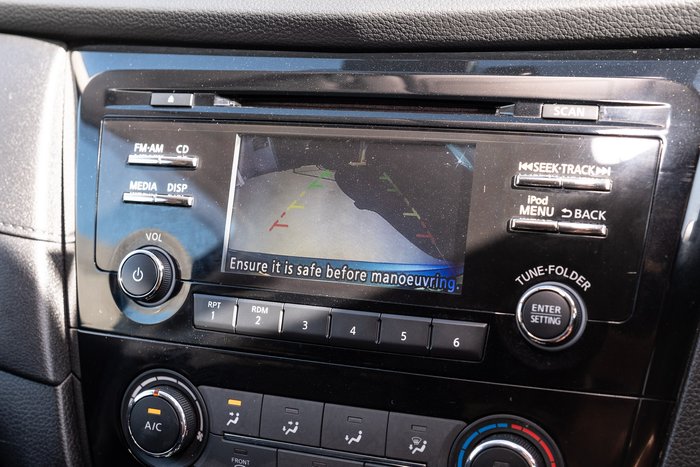 SCAN
FM·AM CD
MEDIA DISP
VOL
SEEK·TRACK
iPod
MENU BACK
TUNE·FOLDER
ENTER
SETTING
Ensure it is safe before manoeuvring.
RPT
1
RDM
2
3
4
5
6
A/C
FRONT